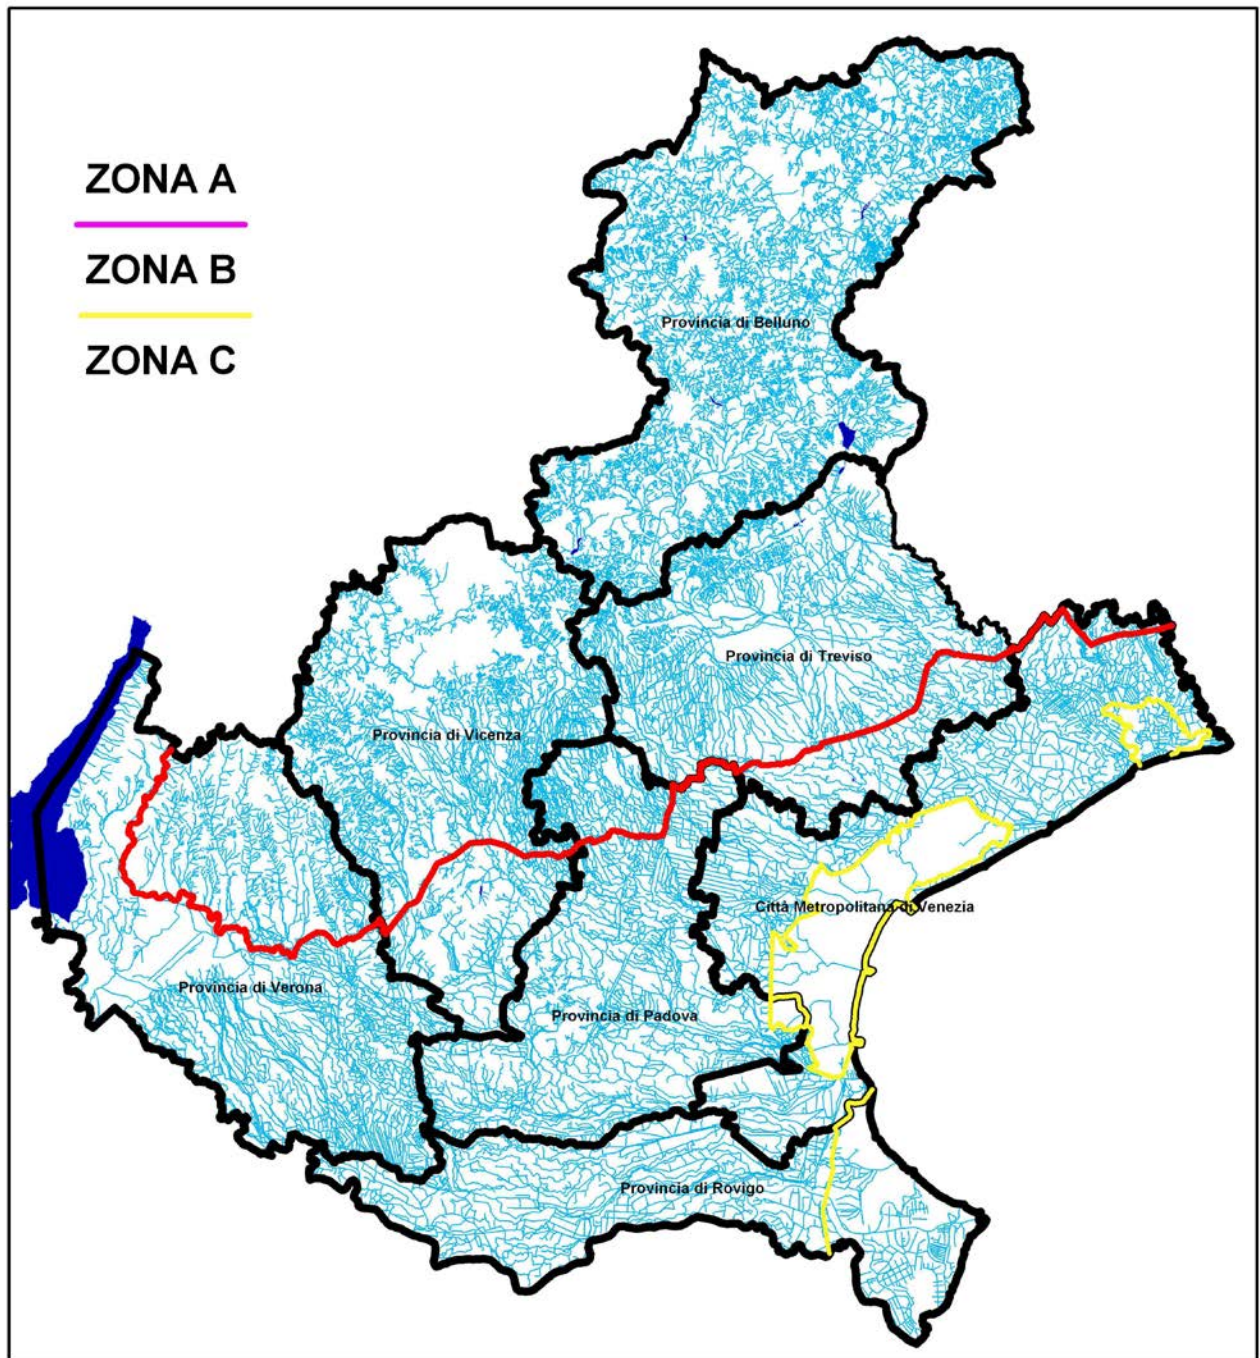 ZONA A
ZONA B
ZONA C
Provincia di Belluno
Provincia di Treviso
Provincia di Vicenza
Città Metropolitana di Venezia
Provincia di Verona
Provincia di Padova
Provincia di Rovigo